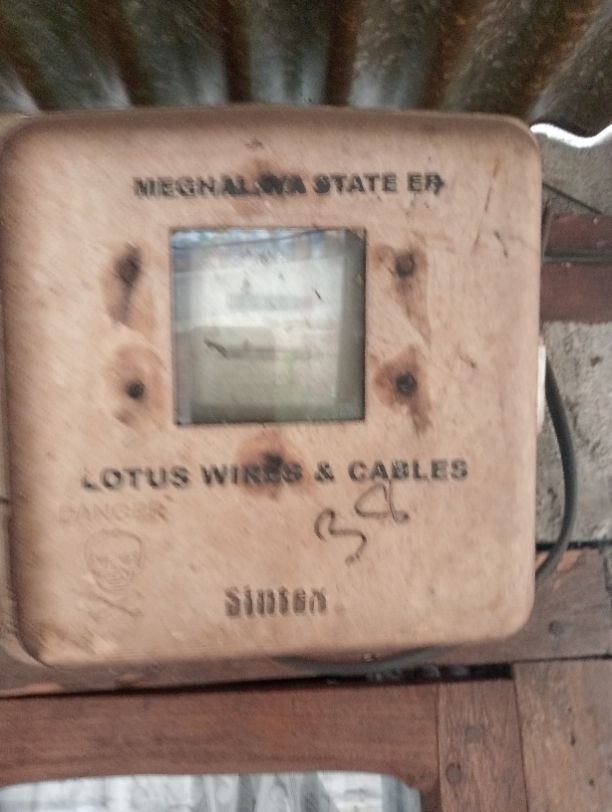 MEGHALAYA STATE EB
LOTUS WIRES & CABLES
DANGER
Sintex